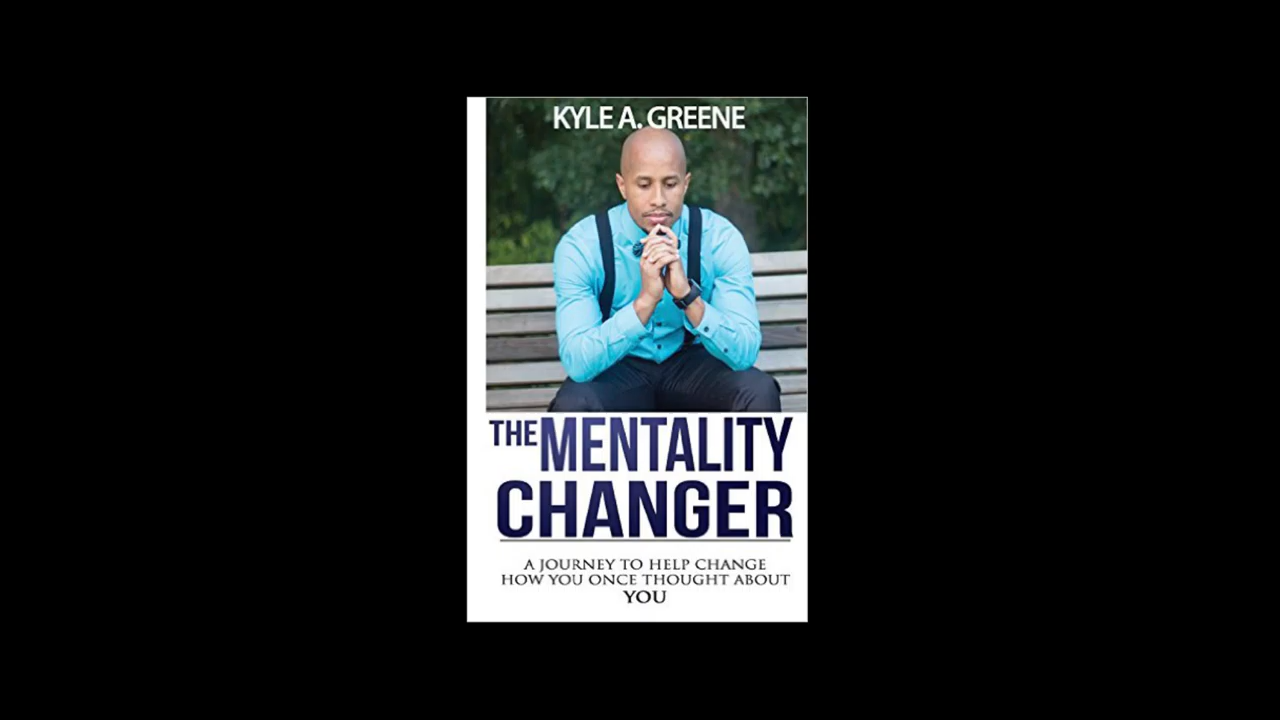 KYLE A. GREENE
THE MENTALITY
CHANGER
A JOURNEY TO HELP CHANGE
HOW YOU ONCE THOUGHT ABOUT
YOU